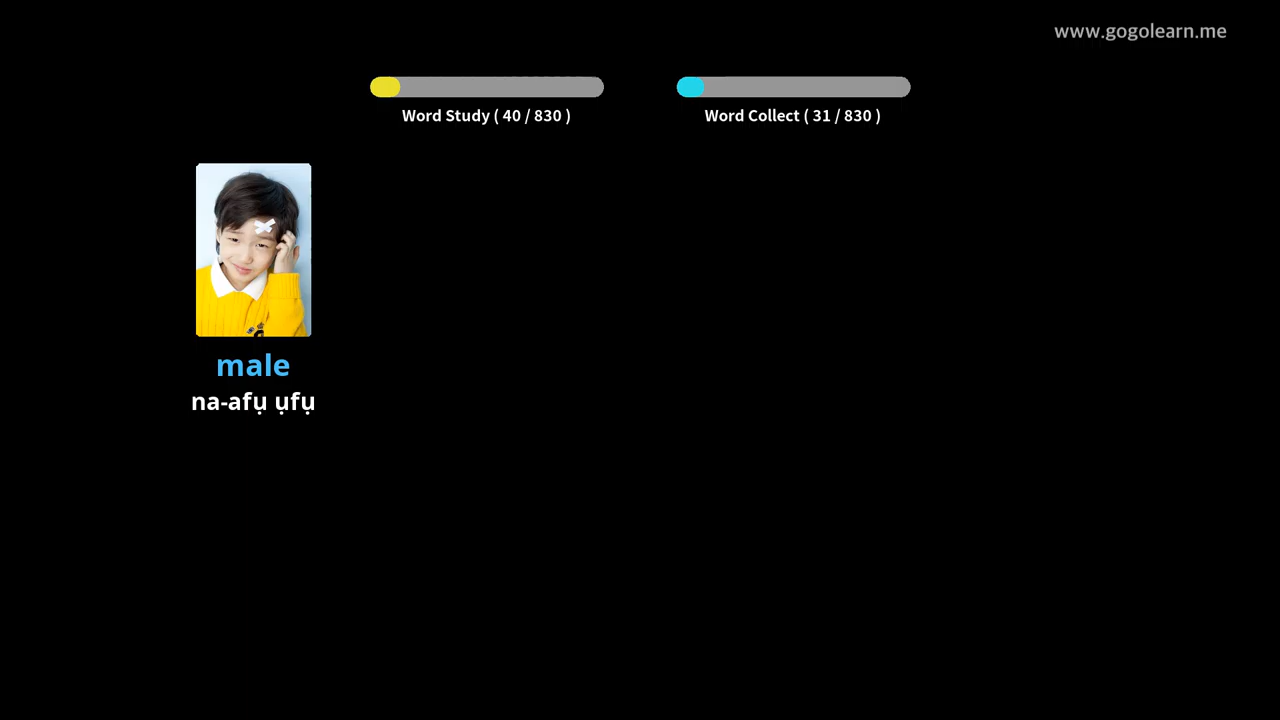 www.gogolearn.me
Word Study ( 40 / 830 )
Word Collect ( 31 / 830 )
male
na-afụ ụfụ